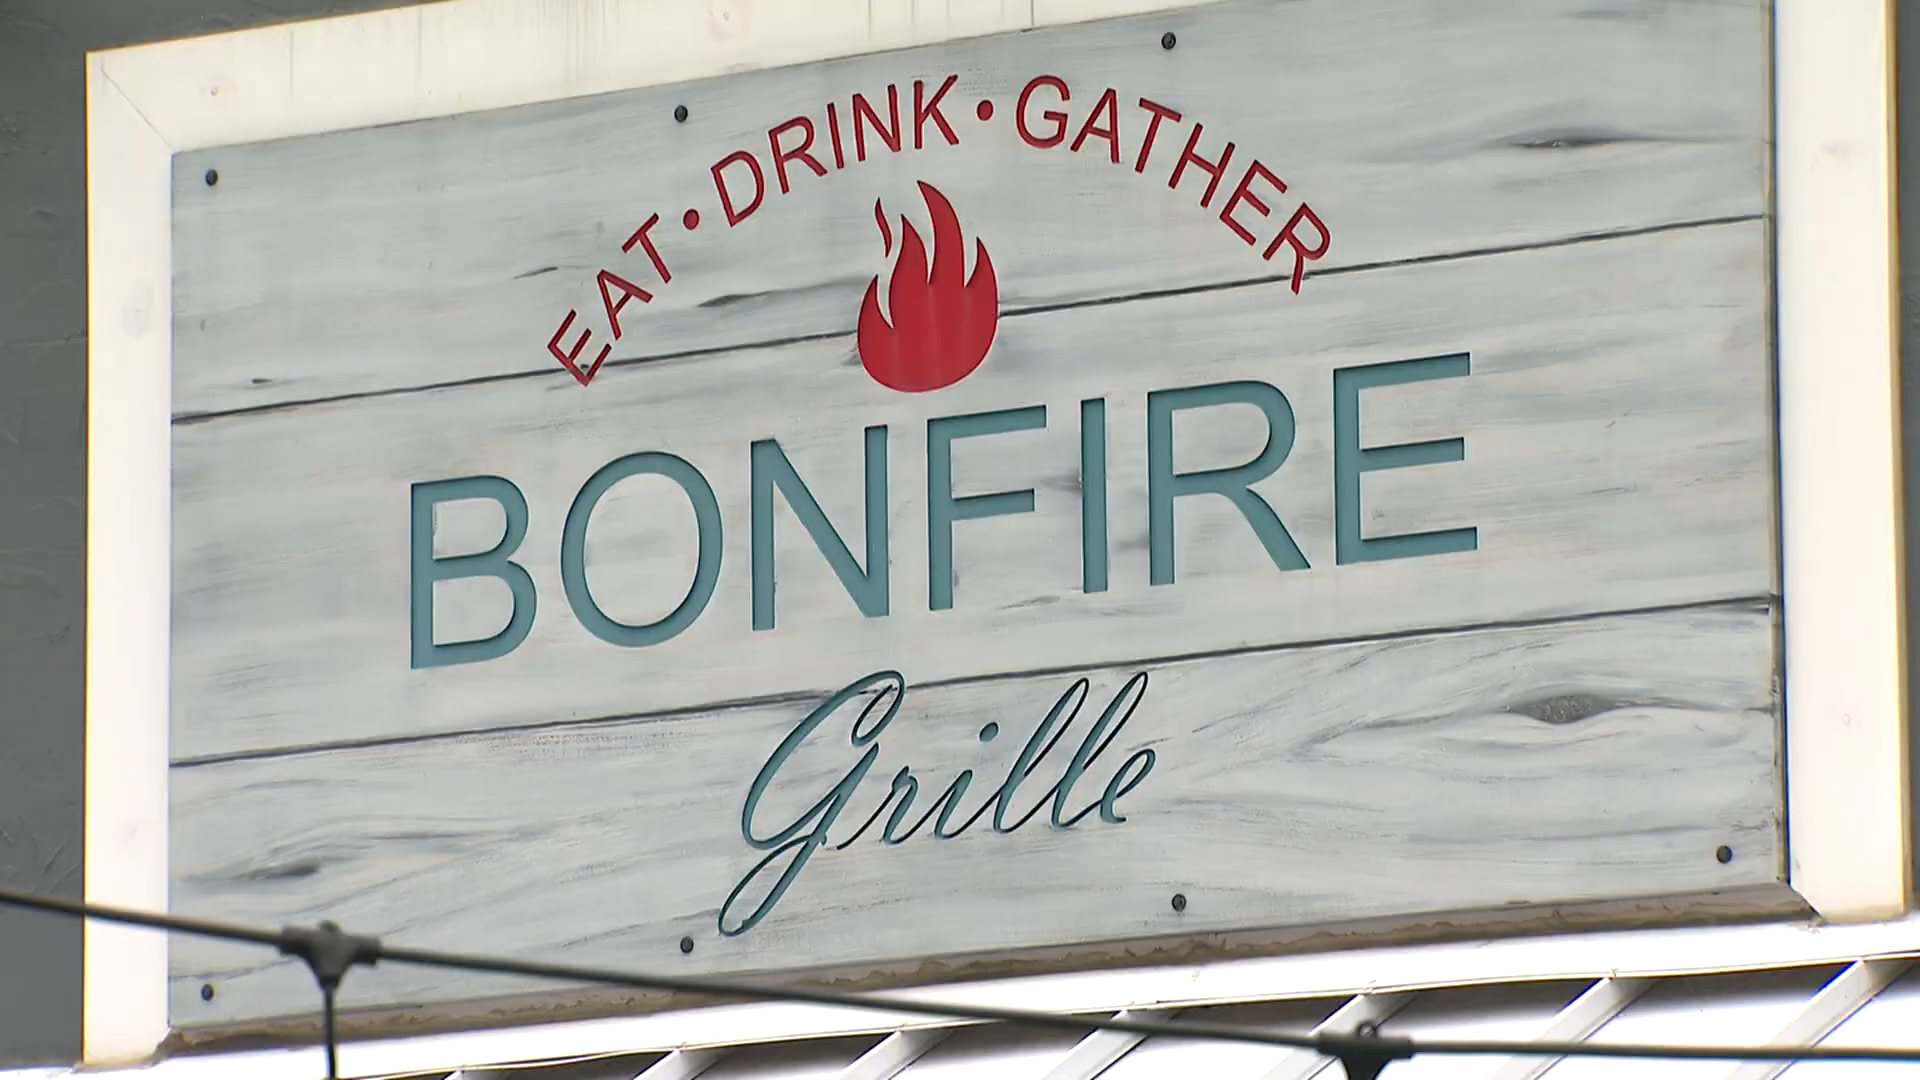 EAT • DRINK • GATHER
BONFIRE
Grille